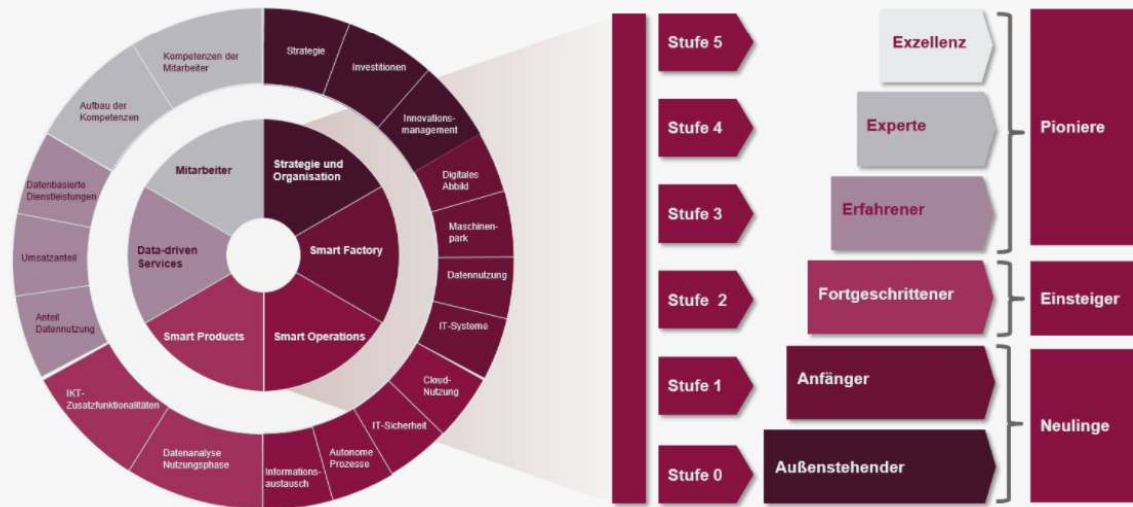 Strategie
Investitionen
Innovations-
management
Digitales
Abbild
Maschinen-
park
Datennutzung
IT-Systeme
Cloud-
Nutzung
IT-Sicherheit
Autonome
Prozesse
Informations-
austausch
Datenanalyse
Nutzungsphase
IKT-
Zusatzfunktionalitäten
Anteil
Datennutzung
Umsatzanteil
Datenbasierte
Dienstleistungen
Aufbau der
Kompetenzen
Kompetenzen der
Mitarbeiter
Strategie und
Organisation
Smart Factory
Smart Operations
Smart Products
Data-driven
Services
Mitarbeiter
Stufe 5
Exzellenz
Stufe 4
Experte
Stufe 3
Erfahrener
Pioniere
Stufe 2
Fortgeschrittener
Einsteiger
Stufe 1
Anfänger
Stufe 0
Außenstehender
Neulinge